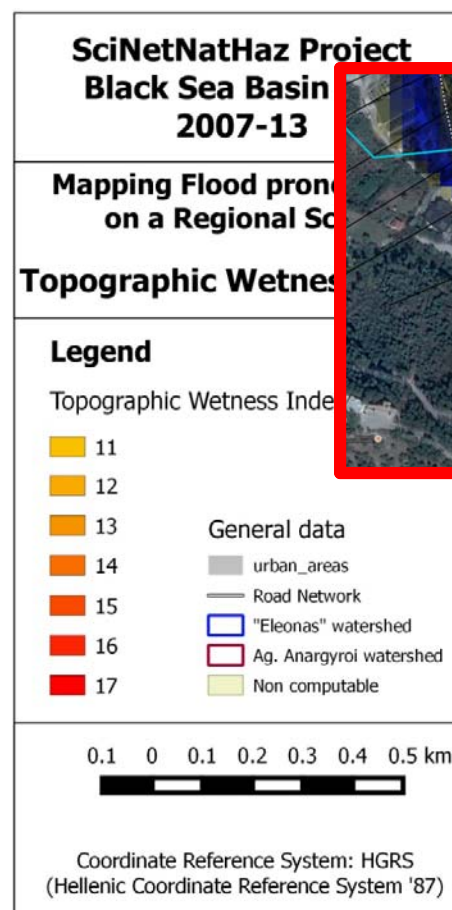 SciNetNatHaz Project
Black Sea Basin
2007-13
Mapping Flood prone
on a Regional Sc
Topographic Wetnes
Legend
Topographic Wetness Inde
11
12
13
14
15
16
17
General data
urban_areas
Road Network
"Eleonas" watershed
Ag. Anargyroi watershed
Non computable
0.1 0 0.1 0.2 0.3 0.4 0.5 km
Coordinate Reference System: HGRS
(Hellenic Coordinate Reference System '87)